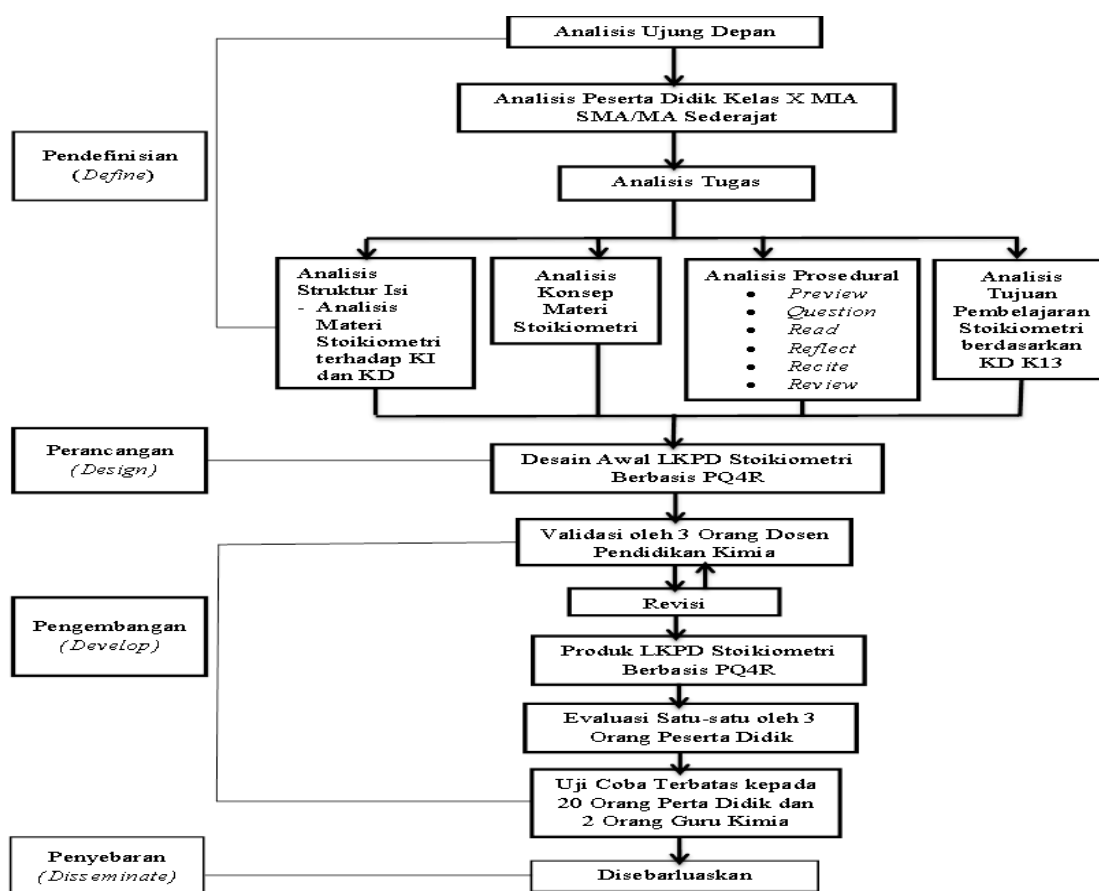 Analisis Ujung Depan
Analisis Peserta Didik Kelas X MIA
SMA/MA Sederajat
Pendefinisian
(Define)
Analisis Tugas
Analisis
Struktur Isi
- Analisis
Materi
Stoikiometri
terhadap KI
dan KD
Analisis
Konsep
Materi
Stoikiometri
Analisis Prosedural
• Preview
• Question
• Read
• Reflect
• Recite
• Review
Analisis
Tujuan
Pembelajaran
Stoikiometri
berdasarkan
KD K13
Perancangan
(Design)
Desain Awal LKPD Stoikiometri
Berbasis PQ4R
Validasi oleh 3 Orang Dosen
Pendidikan Kimia
Revisi
Pengembangan
(Develop)
Produk LKPD Stoikiometri
Berbasis PQ4R
Evaluasi Satu-satu oleh 3
Orang Peserta Didik
Uji Coba Terbatas kepada
20 Orang Perta Didik dan
2 Orang Guru Kimia
Penyebaran
(Disseminate)
Disebarluaskan